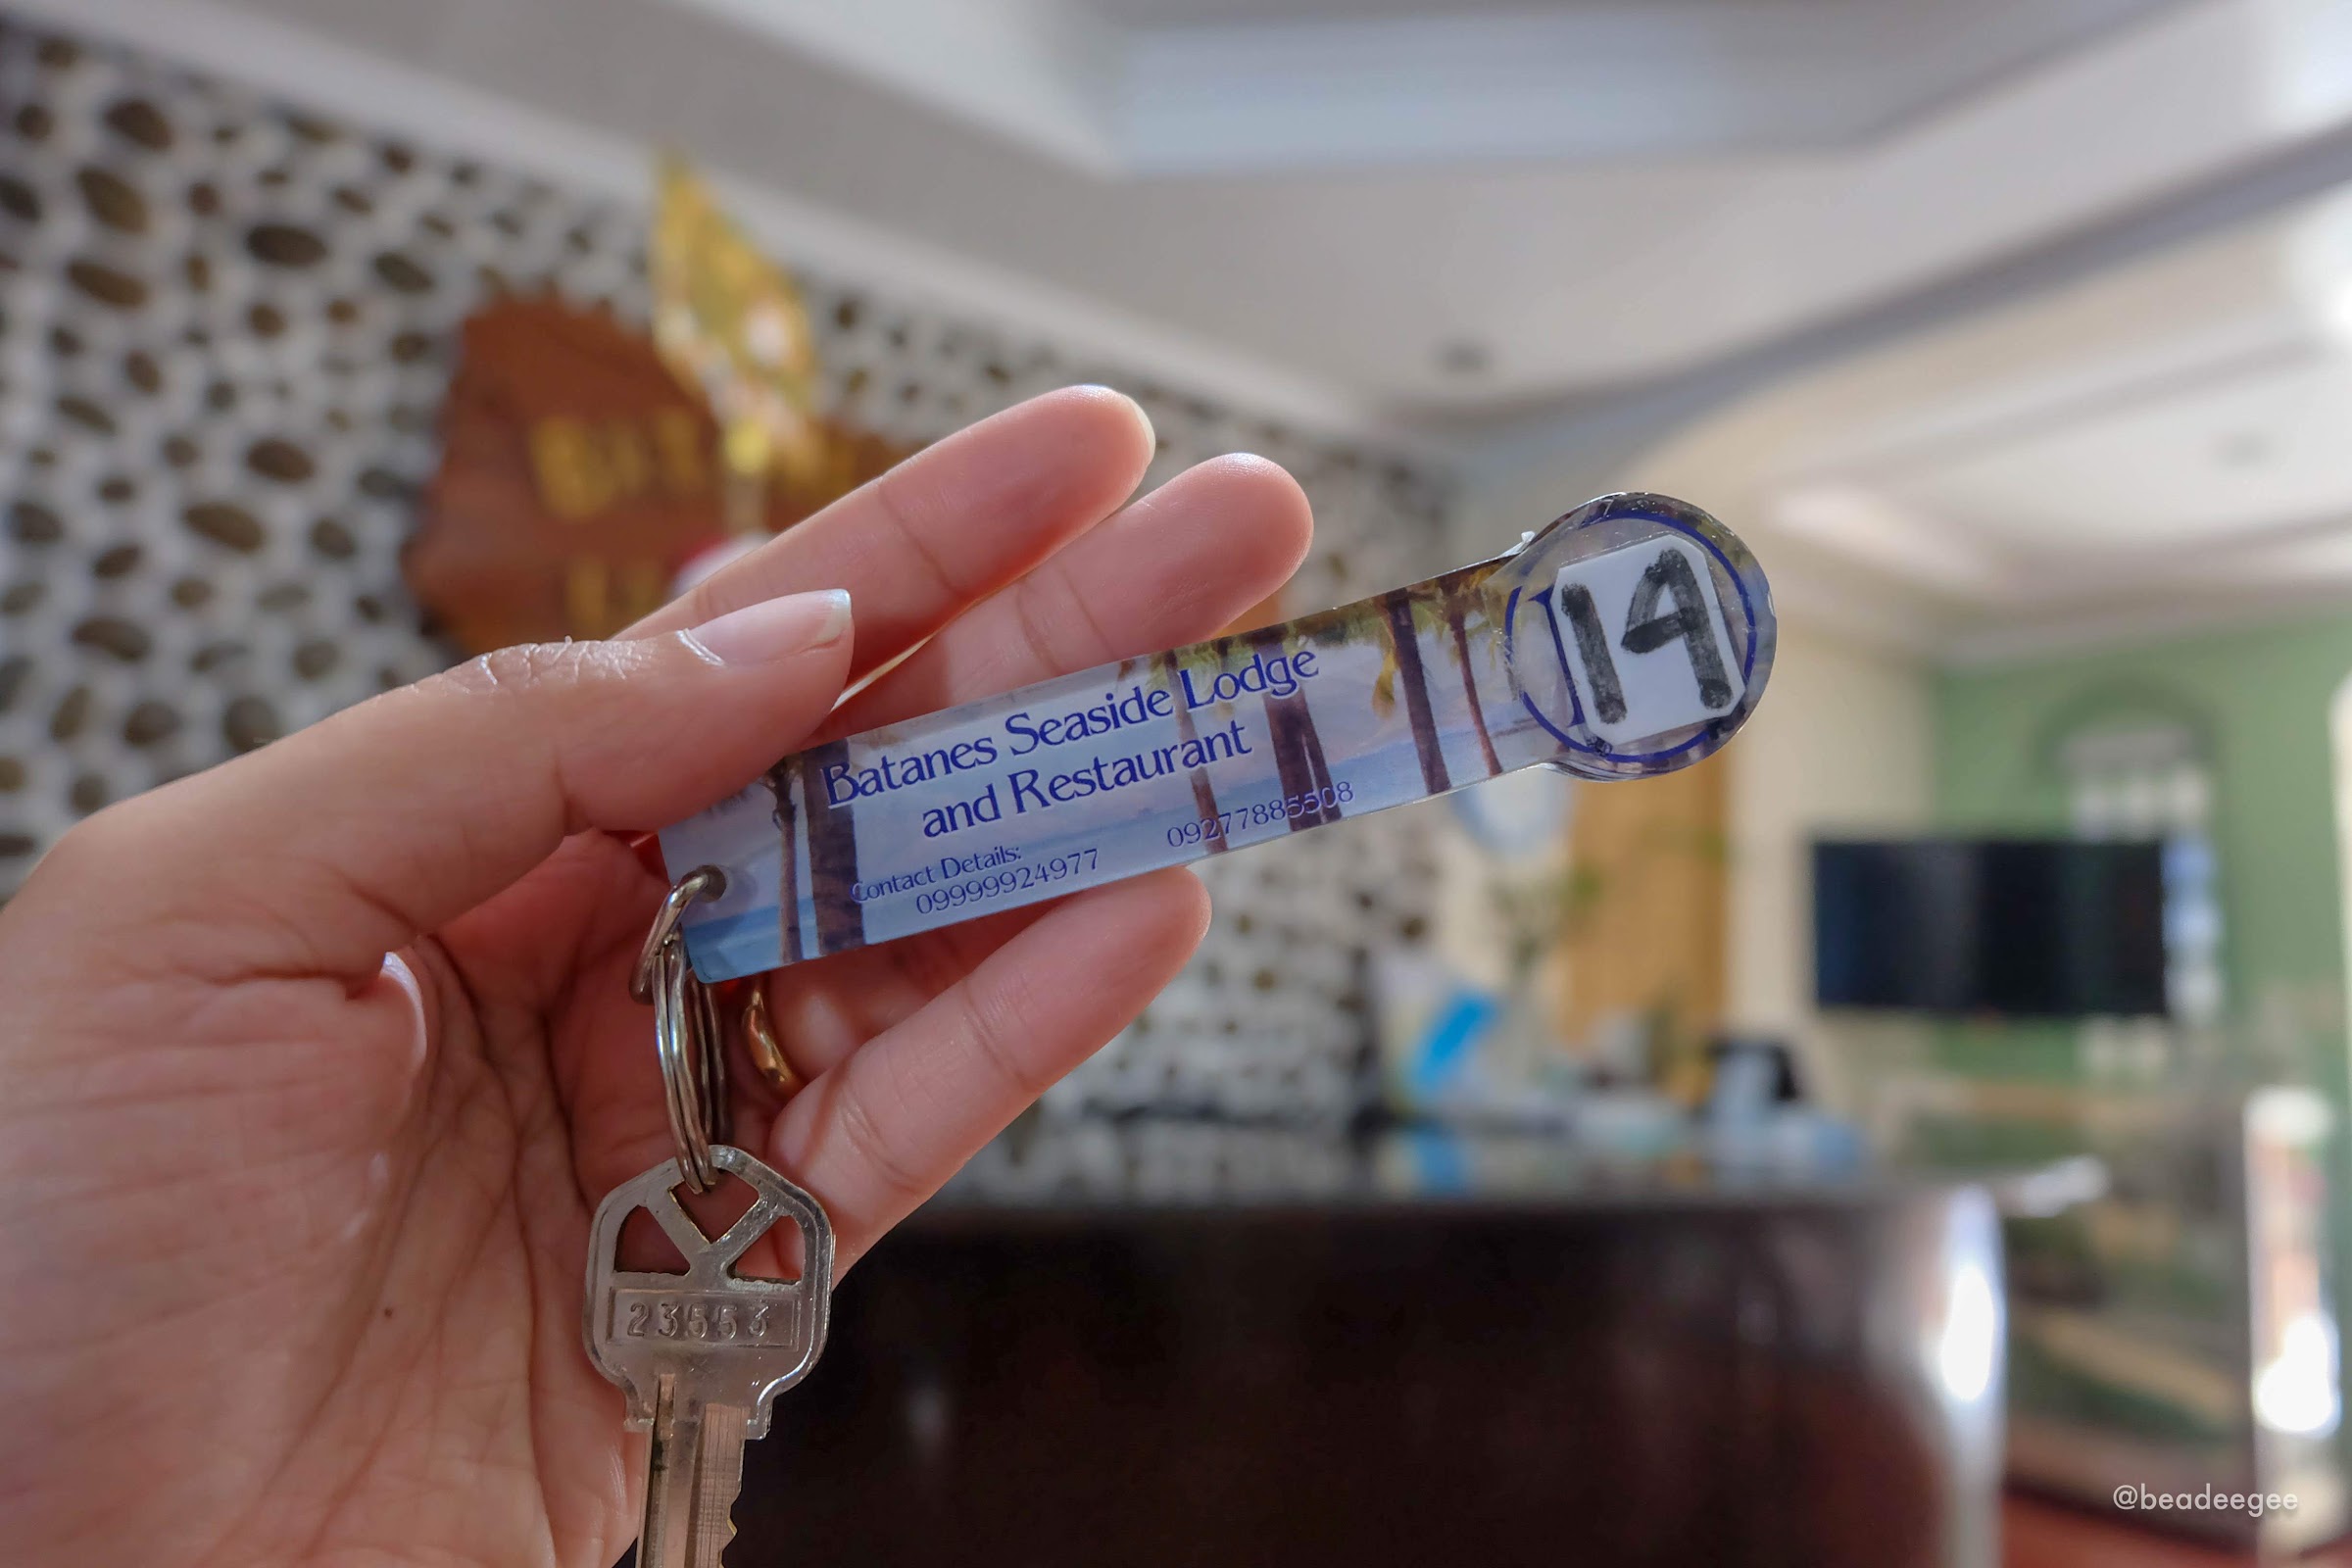 Batanes Seaside Lodge
and Restaurant
Contact Details:
09999924977 09277885508
14
23553
@beadeegee